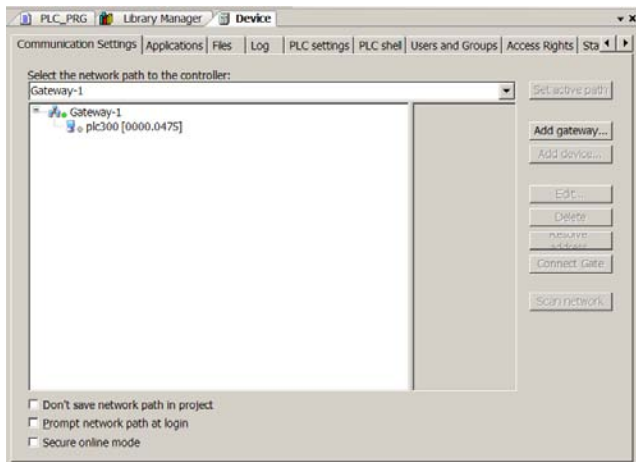 PLC_PRG Library Manager Device
Communication Settings Applications Files Log PLC settings PLC shell Users and Groups Access Rights Sta
Select the network path to the controller:
Gateway-1
Set active path
Gateway-1
plc300 [0000.0475]
Add gateway...
Add device...
Edit...
Delete
Resolve
address
Connect Gate
Scan network
Don't save network path in project
Prompt network path at login
Secure online mode